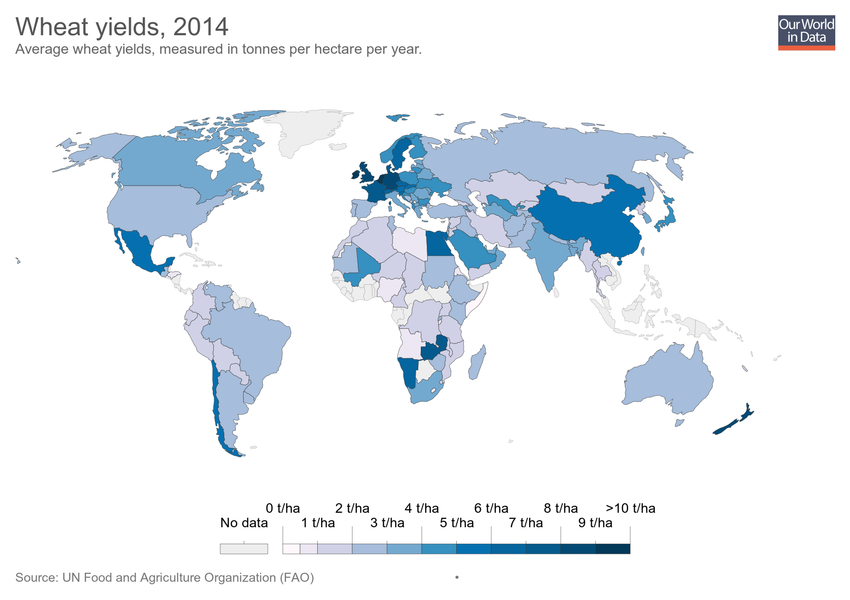 Wheat yields, 2014
Average wheat yields, measured in tonnes per hectare per year.
Our World
in Data
0 t/ha 2 t/ha 4 t/ha 6 t/ha 8 t/ha >10 t/ha
No data 1 t/ha 3 t/ha 5 t/ha 7 t/ha 9 t/ha
Source: UN Food and Agriculture Organization (FAO) •